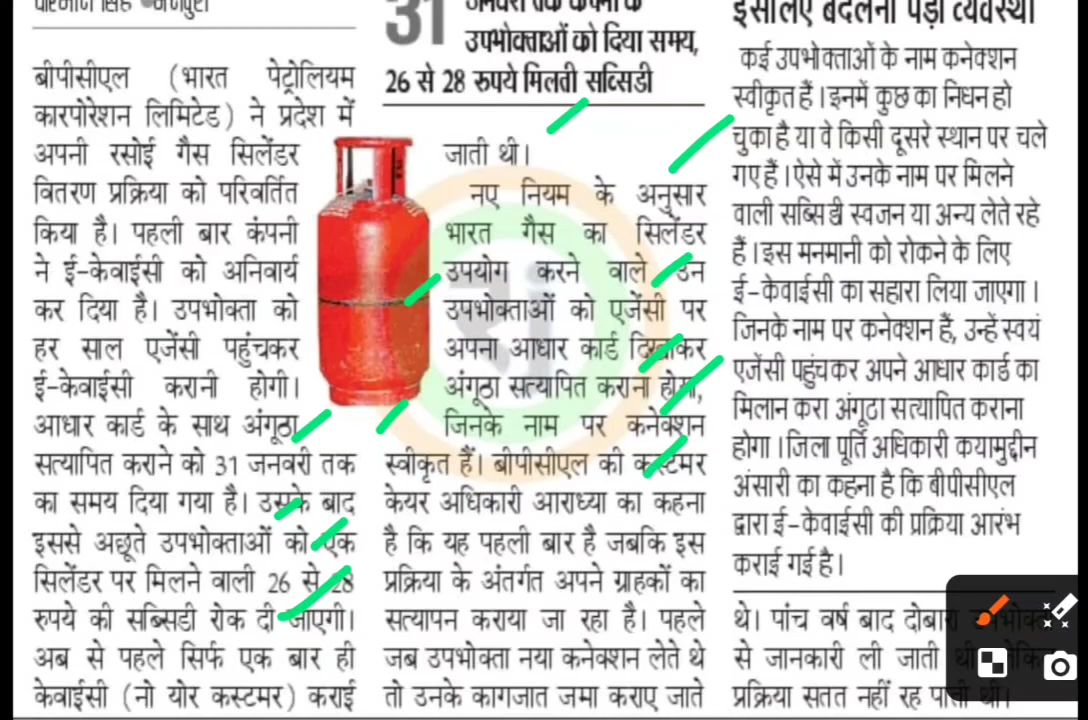 31
उपभोक्ताओं को दिया समय,
26 से 28 रुपये मिलती सब्सिडी
इसलिए बदलनी पड़ी व्यवस्था
बीपीसीएल (भारत पेट्रोलियम
कारपोरेशन लिमिटेड) ने प्रदेश में
अपनी रसोई गैस सिलेंडर
वितरण प्रक्रिया को परिवर्तित
किया है। पहली बार कंपनी
ने ई-केवाईसी को अनिवार्य
कर दिया है। उपभोक्ता को
हर साल एजेंसी पहुंचकर
ई-केवाईसी करानी होगी।
आधार कार्ड के साथ अंगूठा
सत्यापित कराने को 31 जनवरी तक
का समय दिया गया है। उसके बाद
इससे अछूते उपभोक्ताओं को एक
सिलेंडर पर मिलने वाली 26 से 28
रुपये की सब्सिडी रोक दी जाएगी।
अब से पहले सिर्फ एक बार ही
केवाईसी (नो योर कस्टमर) कराई
जाती थी।
नए नियम के अनुसार
भारत गैस का सिलेंडर
उपयोग करने वाले उन
उपभोक्ताओं को एजेंसी पर
अपना आधार कार्ड दिखाकर
अंगूठा सत्यापित कराना होगा,
जिनके नाम पर कनेक्शन
स्वीकृत हैं। बीपीसीएल की कस्टमर
केयर अधिकारी आराध्या का कहना
है कि यह पहली बार है जबकि इस
प्रक्रिया के अंतर्गत अपने ग्राहकों का
सत्यापन कराया जा रहा है। पहले
जब उपभोक्ता नया कनेक्शन लेते थे
तो उनके कागजात जमा कराए जाते
कई उपभोक्ताओं के नाम कनेक्शन
स्वीकृत हैं। इनमें कुछ का निधन हो
चुका है या वे किसी दूसरे स्थान पर चले
गए हैं। ऐसे में उनके नाम पर मिलने
वाली सब्सिडी स्वजन या अन्य लेते रहे
हैं। इस मनमानी को रोकने के लिए
ई-केवाईसी का सहारा लिया जाएगा।
जिनके नाम पर कनेक्शन हैं, उन्हें स्वयं
एजेंसी पहुंचकर अपने आधार कार्ड का
मिलान करा अंगूठा सत्यापित कराना
होगा। जिला पूर्ति अधिकारी कयामुद्दीन
अंसारी का कहना है कि बीपीसीएल
द्वारा ई-केवाईसी की प्रक्रिया आरंभ
कराई गई है।
थे। पांच वर्ष बाद दोबारा उपभोक्ता
से जानकारी ली जाती थी। लेकिन
प्रक्रिया सतत नहीं रह पाती थी।